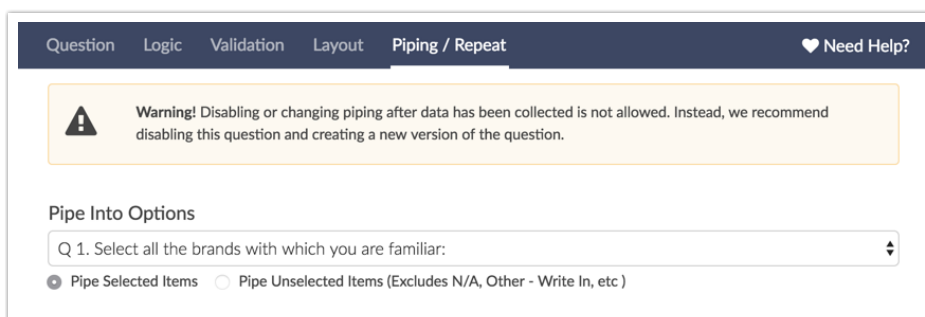 Question Logic Validation Layout Piping / Repeat Need Help?
Warning! Disabling or changing piping after data has been collected is not allowed. Instead, we recommend
disabling this question and creating a new version of the question.
Pipe Into Options
Q 1. Select all the brands with which you are familiar:
Pipe Selected Items Pipe Unselected Items (Excludes N/A, Other - Write In, etc )